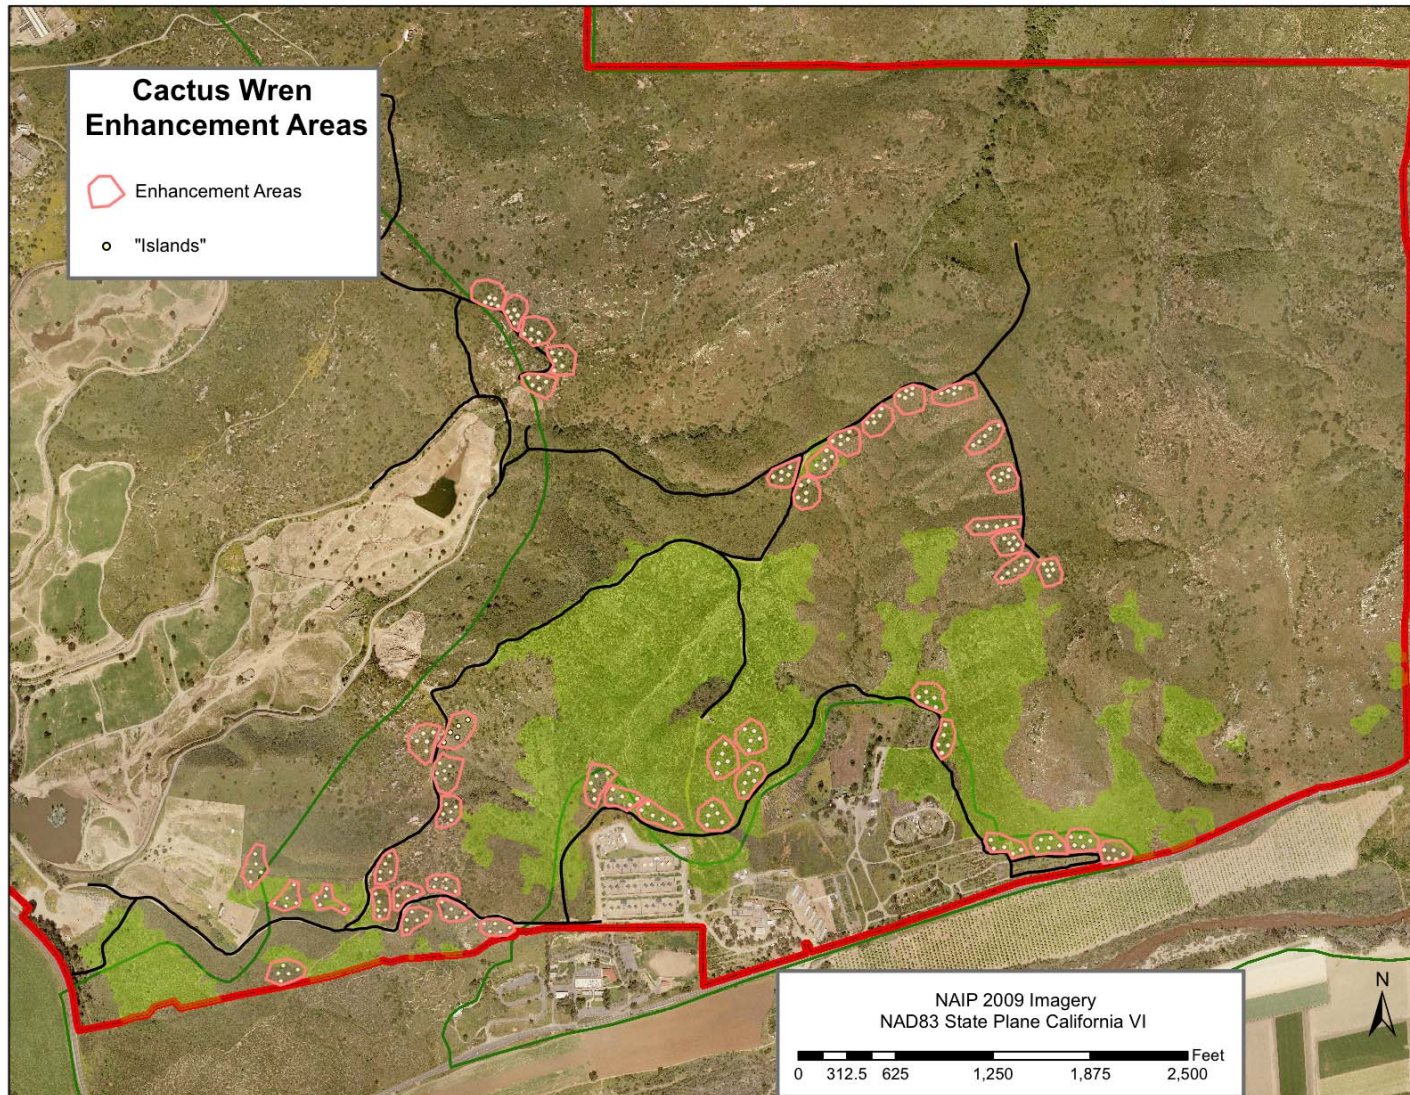 Cactus Wren
Enhancement Areas
Enhancement Areas
"Islands"
N
NAIP 2009 Imagery
NAD83 State Plane California VI
Feet
0 312.5 625 1,250 1,875 2,500